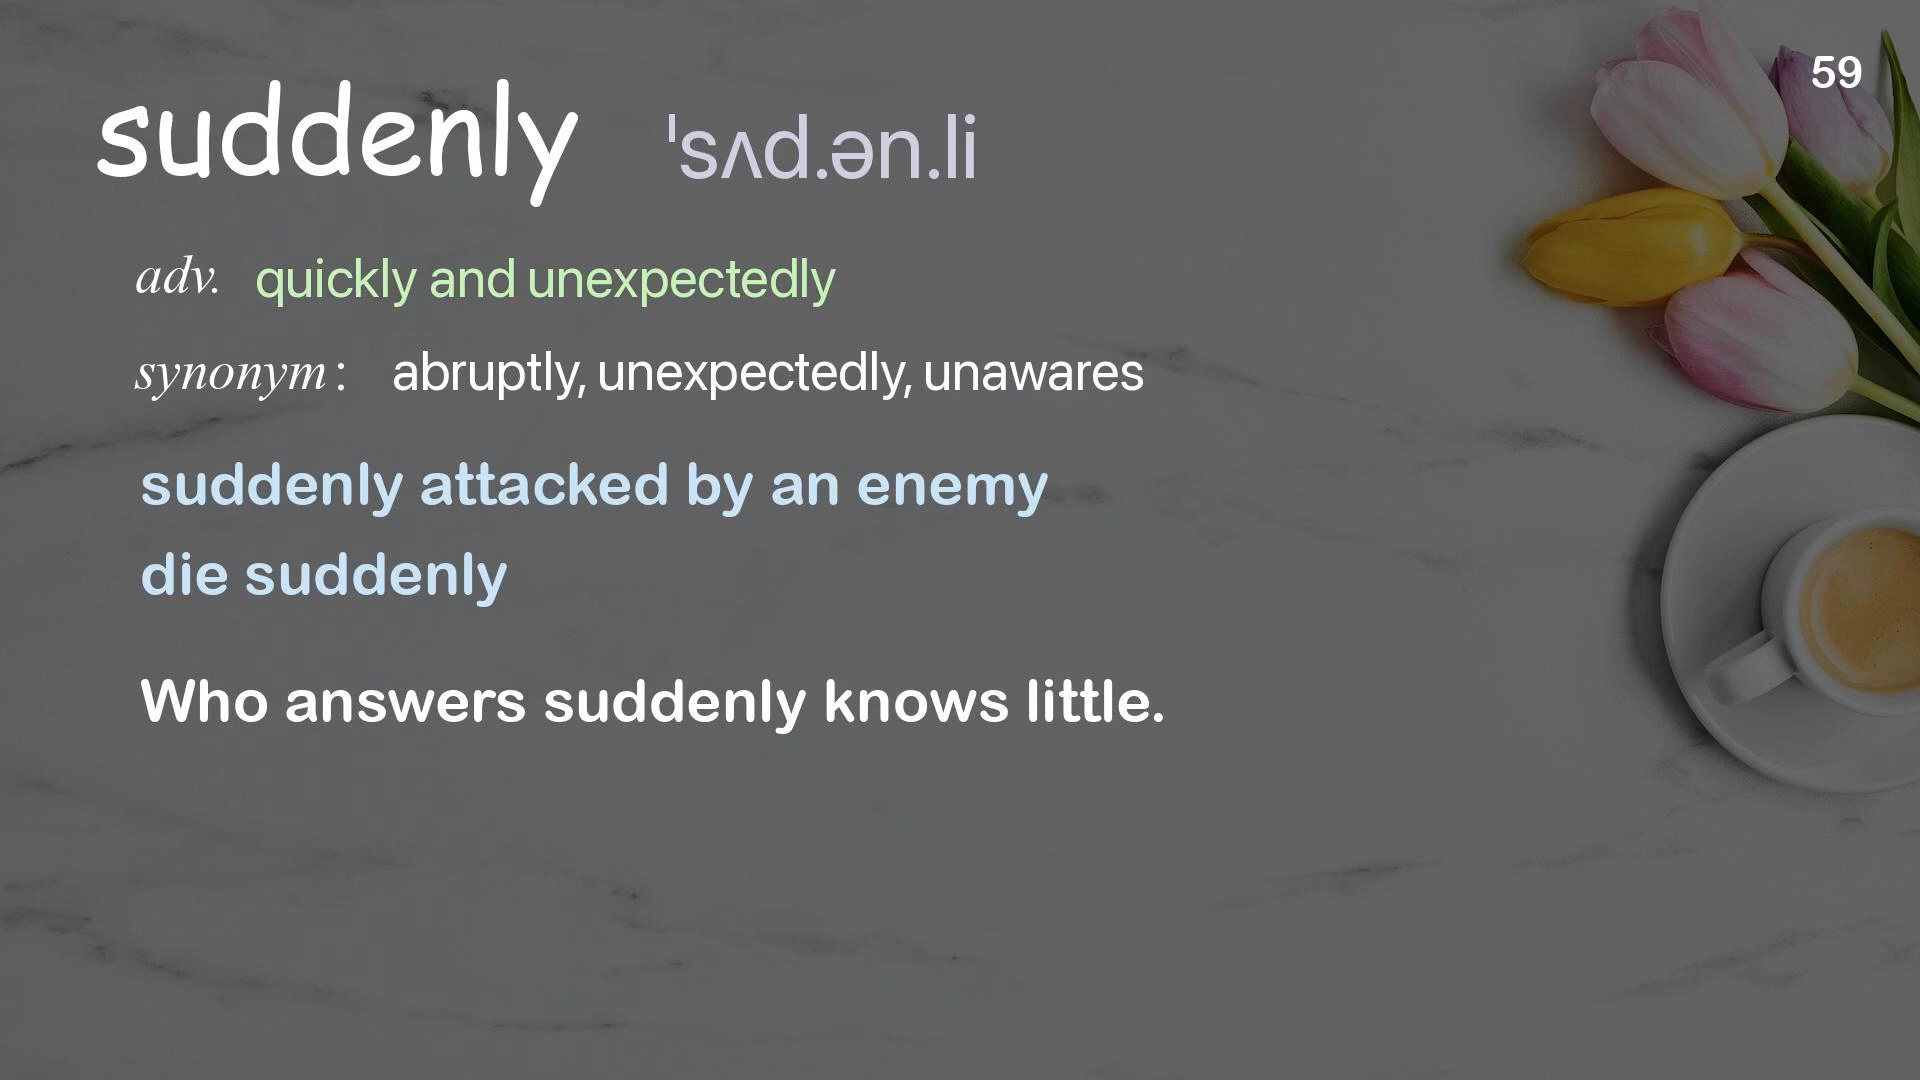 59
suddenly ˈsʌd.ən.li
adv. quickly and unexpectedly
synonym : abruptly, unexpectedly, unawares
suddenly attacked by an enemy
die suddenly
Who answers suddenly knows little.